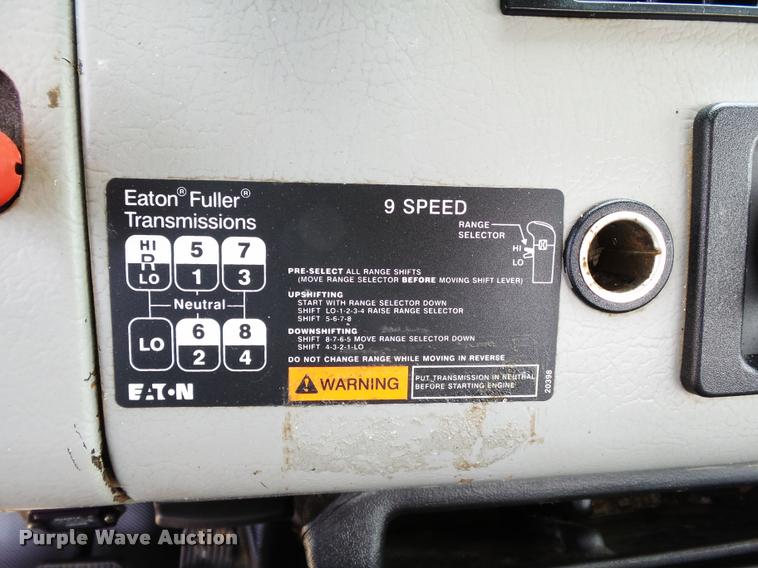 Eaton® Fuller®
Transmissions
9 SPEED
RANGE
SELECTOR
HI
LO
HI 5 7
R
LO 1 3
Neutral
LO 6 8
2 4
PRE-SELECT ALL RANGE SHIFTS
(MOVE RANGE SELECTOR BEFORE MOVING SHIFT LEVER)
UPSHIFTING
START WITH RANGE SELECTOR DOWN
SHIFT LO-1-2-3-4 RAISE RANGE SELECTOR
SHIFT 5-6-7-8
DOWNSHIFTING
SHIFT 8-7-6-5 MOVE RANGE SELECTOR DOWN
SHIFT 4-3-2-1-LO
DO NOT CHANGE RANGE WHILE MOVING IN REVERSE
WARNING
PUT TRANSMISSION IN NEUTRAL
BEFORE STARTING ENGINE
20398
EATON
Purple Wave Auction
Purple Wave Auction